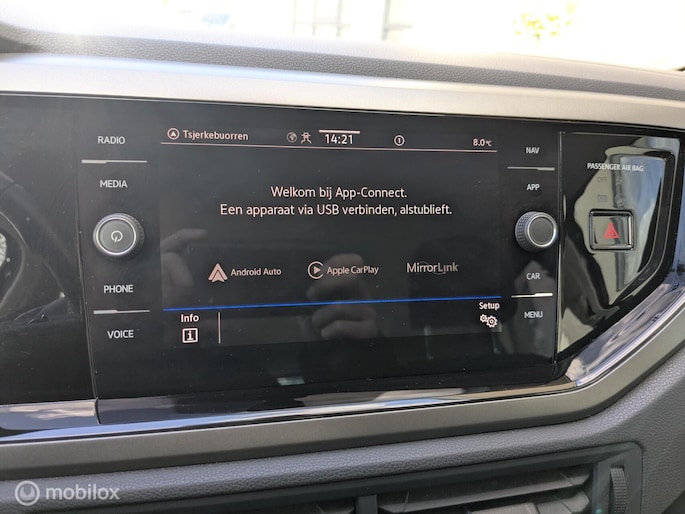 RADIO
MEDIA
PHONE
VOICE
Tsjerkebuorren
14:21
8.0°C
Welkom bij App-Connect.
Een apparaat via USB verbinden, alstublieft.
Android Auto
Apple CarPlay
MirrorLink
Info
Setup
NAV
APP
CAR
MENU
PASSENGER AIR BAG
OFF
mobilox